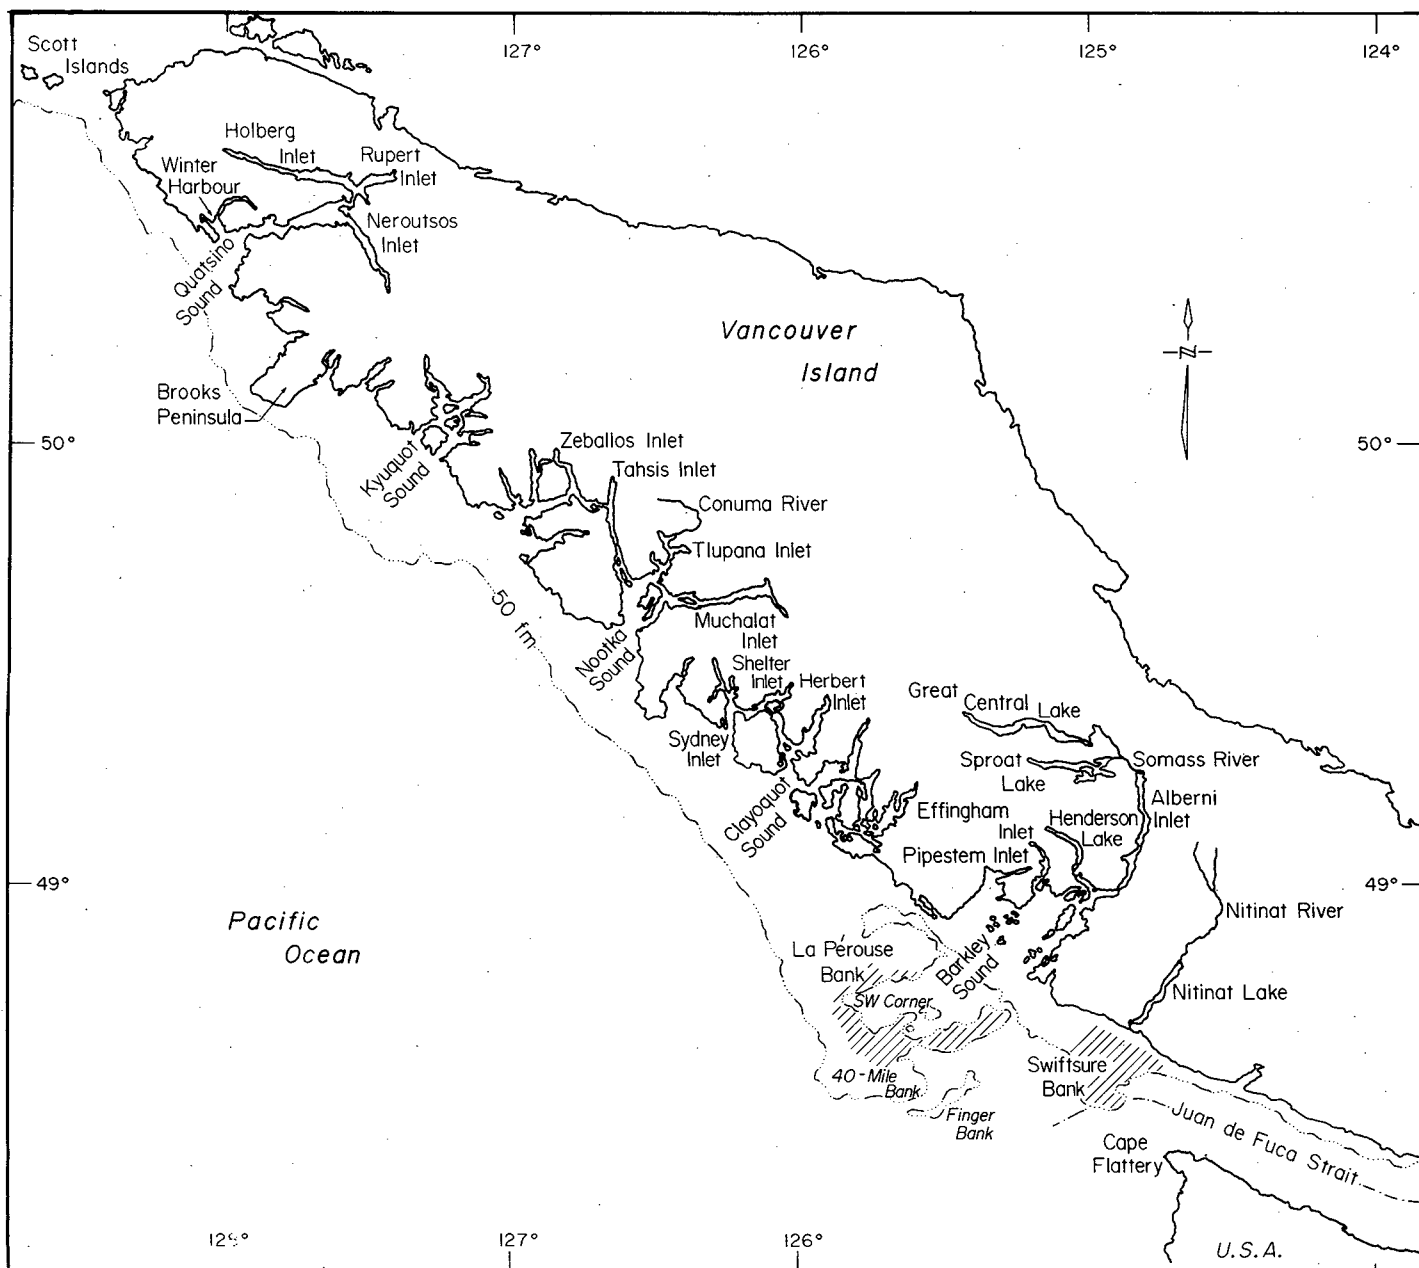 127°
126°
125°
124°
Scott
Islands
Holberg
Inlet
Rupert
Inlet
Winter
Harbour
Neroutsos
Inlet
Quatsino
Sound
Vancouver
Island
N
Brooks
Peninsula
50°
50°
Kyuquot
Sound
Zeballos Inlet
Tahsis Inlet
Conuma River
Tlupana Inlet
50 fm
Muchalat
Inlet
Nootka
Sound
Shelter
Inlet
Herbert
Inlet
Great
Central Lake
Sydney
Inlet
Sproat
Lake
Somass River
Alberni
Inlet
Clayoquot
Sound
Effingham
Inlet
Henderson
Lake
Pipestem Inlet
49°
49°
Nitinat River
Pacific
Ocean
La Perouse
Bank
Barkley
Sound
SW Corner
Nitinat Lake
40-Mile
Bank
Finger
Bank
Swiftsure
Bank
Juan de Fuca Strait
Cape
Flattery
128°
127°
126°
U.S.A.